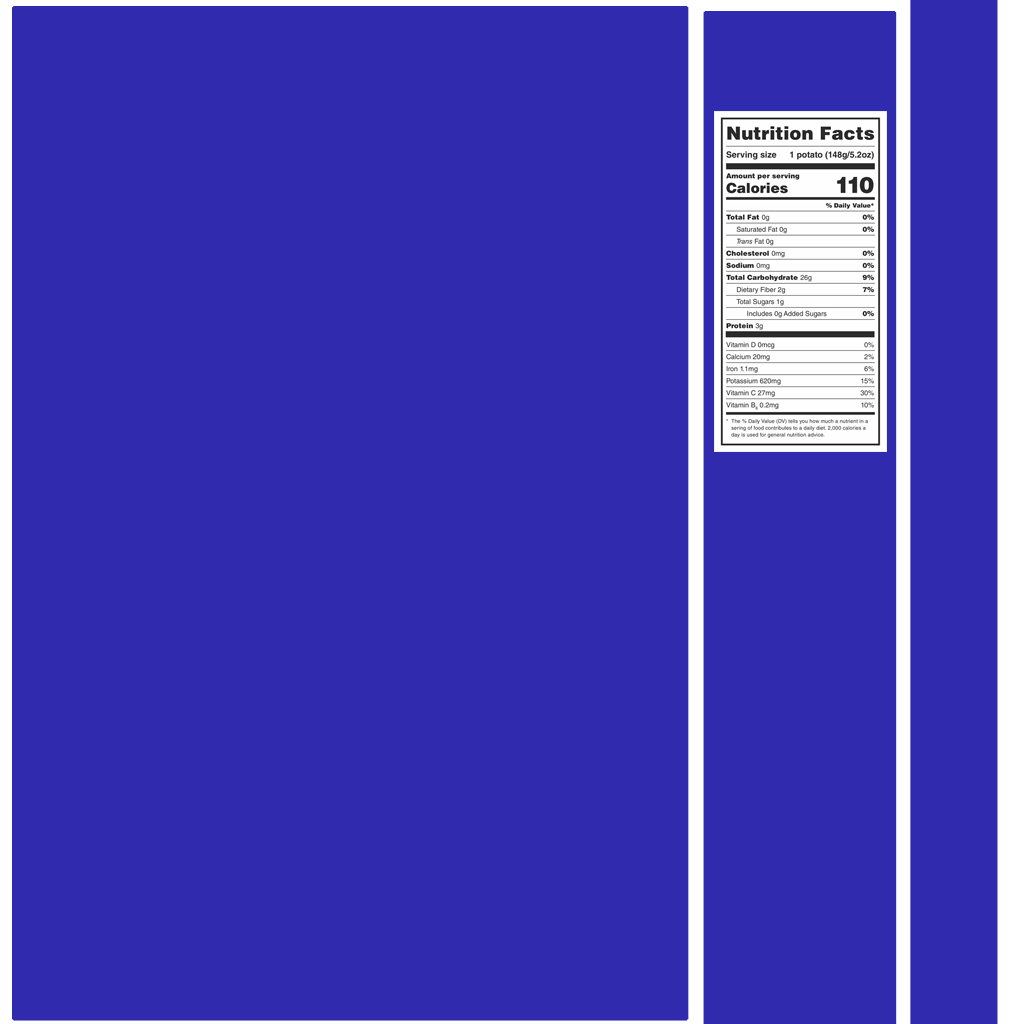 Nutrition Facts
Serving size 1 potato (148g/5.2oz)
Amount per serving
Calories 110
% Daily Value*
Total Fat 0g 0%
Saturated Fat 0g 0%
Trans Fat 0g
Cholesterol 0mg 0%
Sodium 0mg 0%
Total Carbohydrate 26g 9%
Dietary Fiber 2g 7%
Total Sugars 1g
Includes 0g Added Sugars 0%
Protein 3g
Vitamin D 0mcg 0%
Calcium 20mg 2%
Iron 1.1mg 6%
Potassium 620mg 15%
Vitamin C 27mg 30%
Vitamin B₆ 0.2mg 10%
* The % Daily Value (DV) tells you how much a nutrient in a
sering of food contributes to a daily diet. 2,000 calories a
day is used for general nutrition advice.